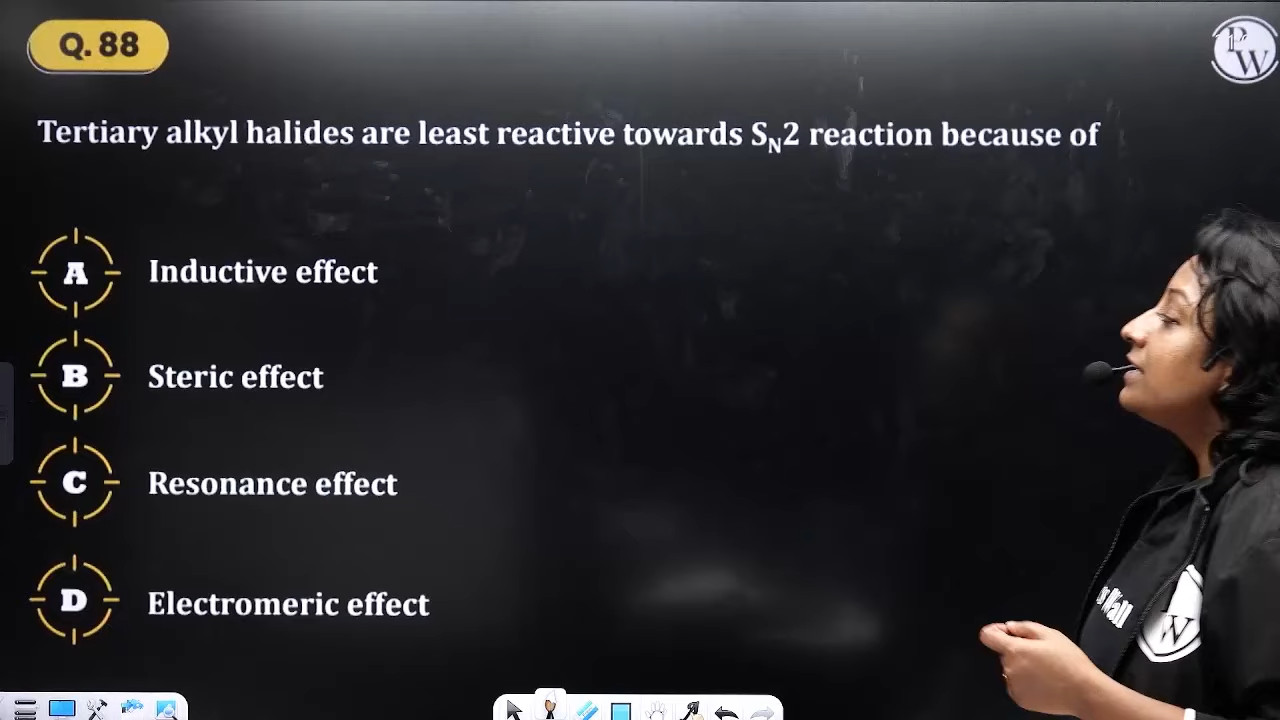 Q. 88
PW
Tertiary alkyl halides are least reactive towards SN2 reaction because of
A Inductive effect
B Steric effect
C Resonance effect
D Electromeric effect
W